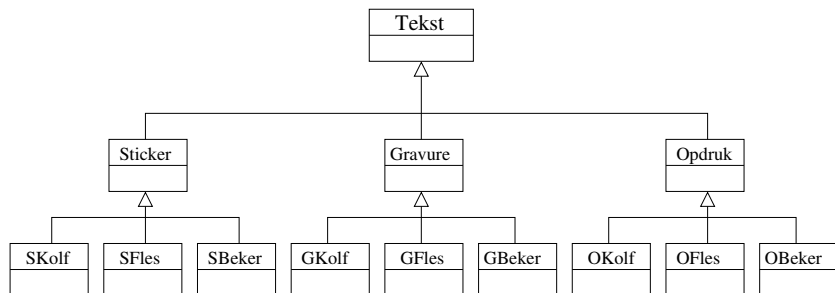 Tekst
Sticker
Gravure
Opdruk
SKolf
SFles
SBeker
GKolf
GFles
GBeker
OKolf
OFles
OBeker